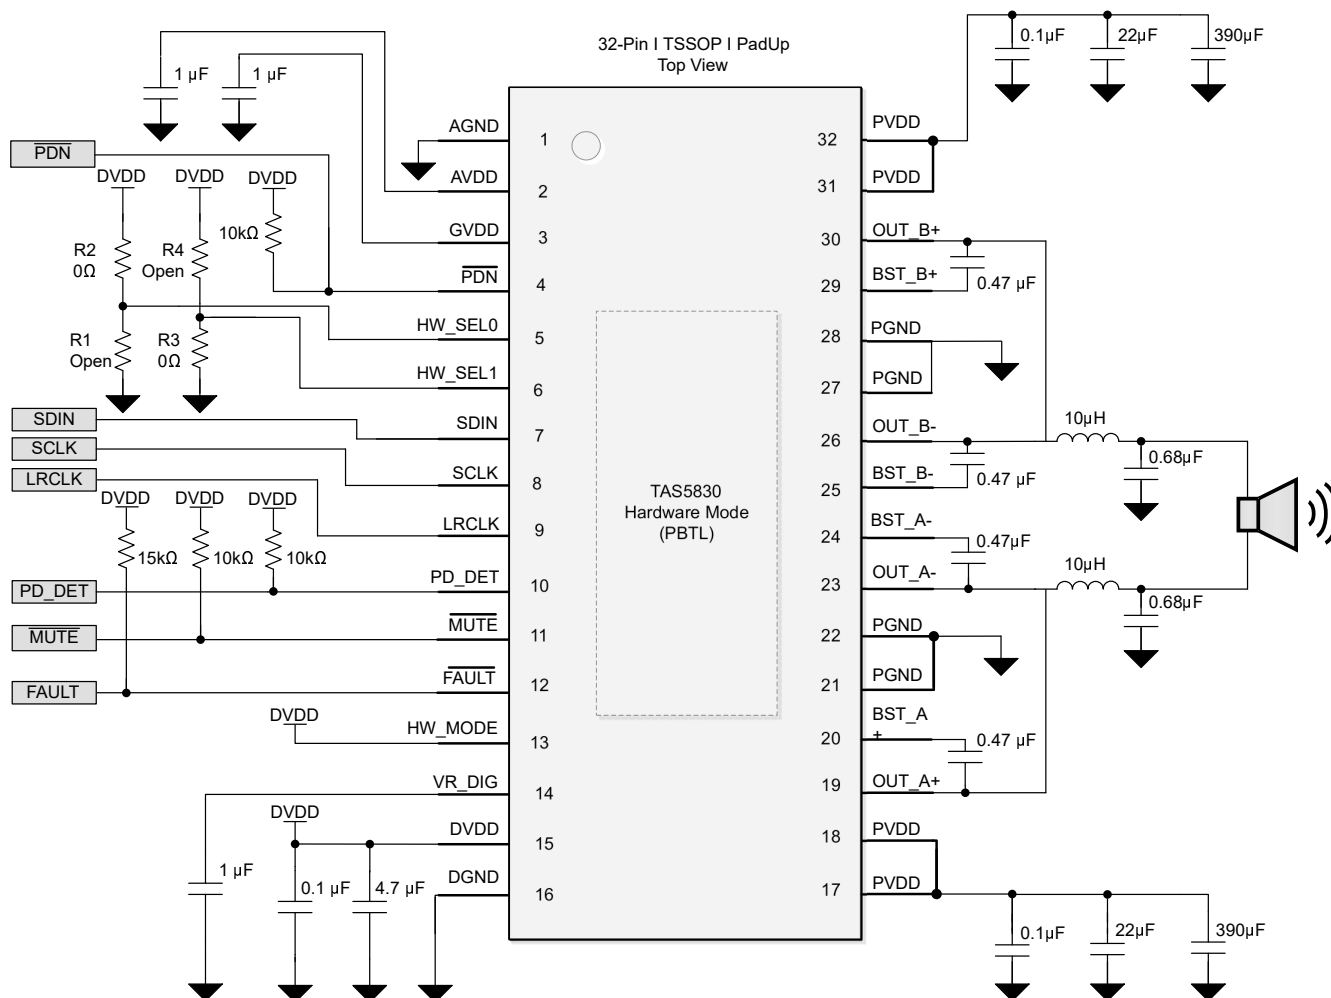 32-Pin I TSSOP I PadUp
Top View
1 µF
1 µF
0.1µF
22µF
390µF
PDN
DVDD
DVDD
DVDD
R2
0Ω
R4
Open
10kΩ
R1
Open
R3
0Ω
SDIN
SCLK
LRCLK
DVDD
DVDD
DVDD
15kΩ
10kΩ
10kΩ
PD_DET
MUTE
FAULT
DVDD
DVDD
1 µF
0.1 µF
4.7 µF
AGND
1
AVDD
2
GVDD
3
PDN
4
HW_SEL0
5
HW_SEL1
6
SDIN
7
SCLK
8
LRCLK
9
PD_DET
10
MUTE
11
FAULT
12
HW_MODE
13
VR_DIG
14
DVDD
15
DGND
16
TAS5830
Hardware Mode
(PBTL)
32
PVDD
31
PVDD
30
OUT_B+
29
BST_B+
0.47 µF
28
PGND
27
PGND
26
OUT_B-
25
BST_B-
0.47 µF
24
BST_A-
0.47µF
23
OUT_A-
22
PGND
21
PGND
20
BST_A
+
0.47 µF
19
OUT_A+
18
PVDD
17
PVDD
10µH
0.68µF
10µH
0.68µF
0.1µF
22µF
390µF